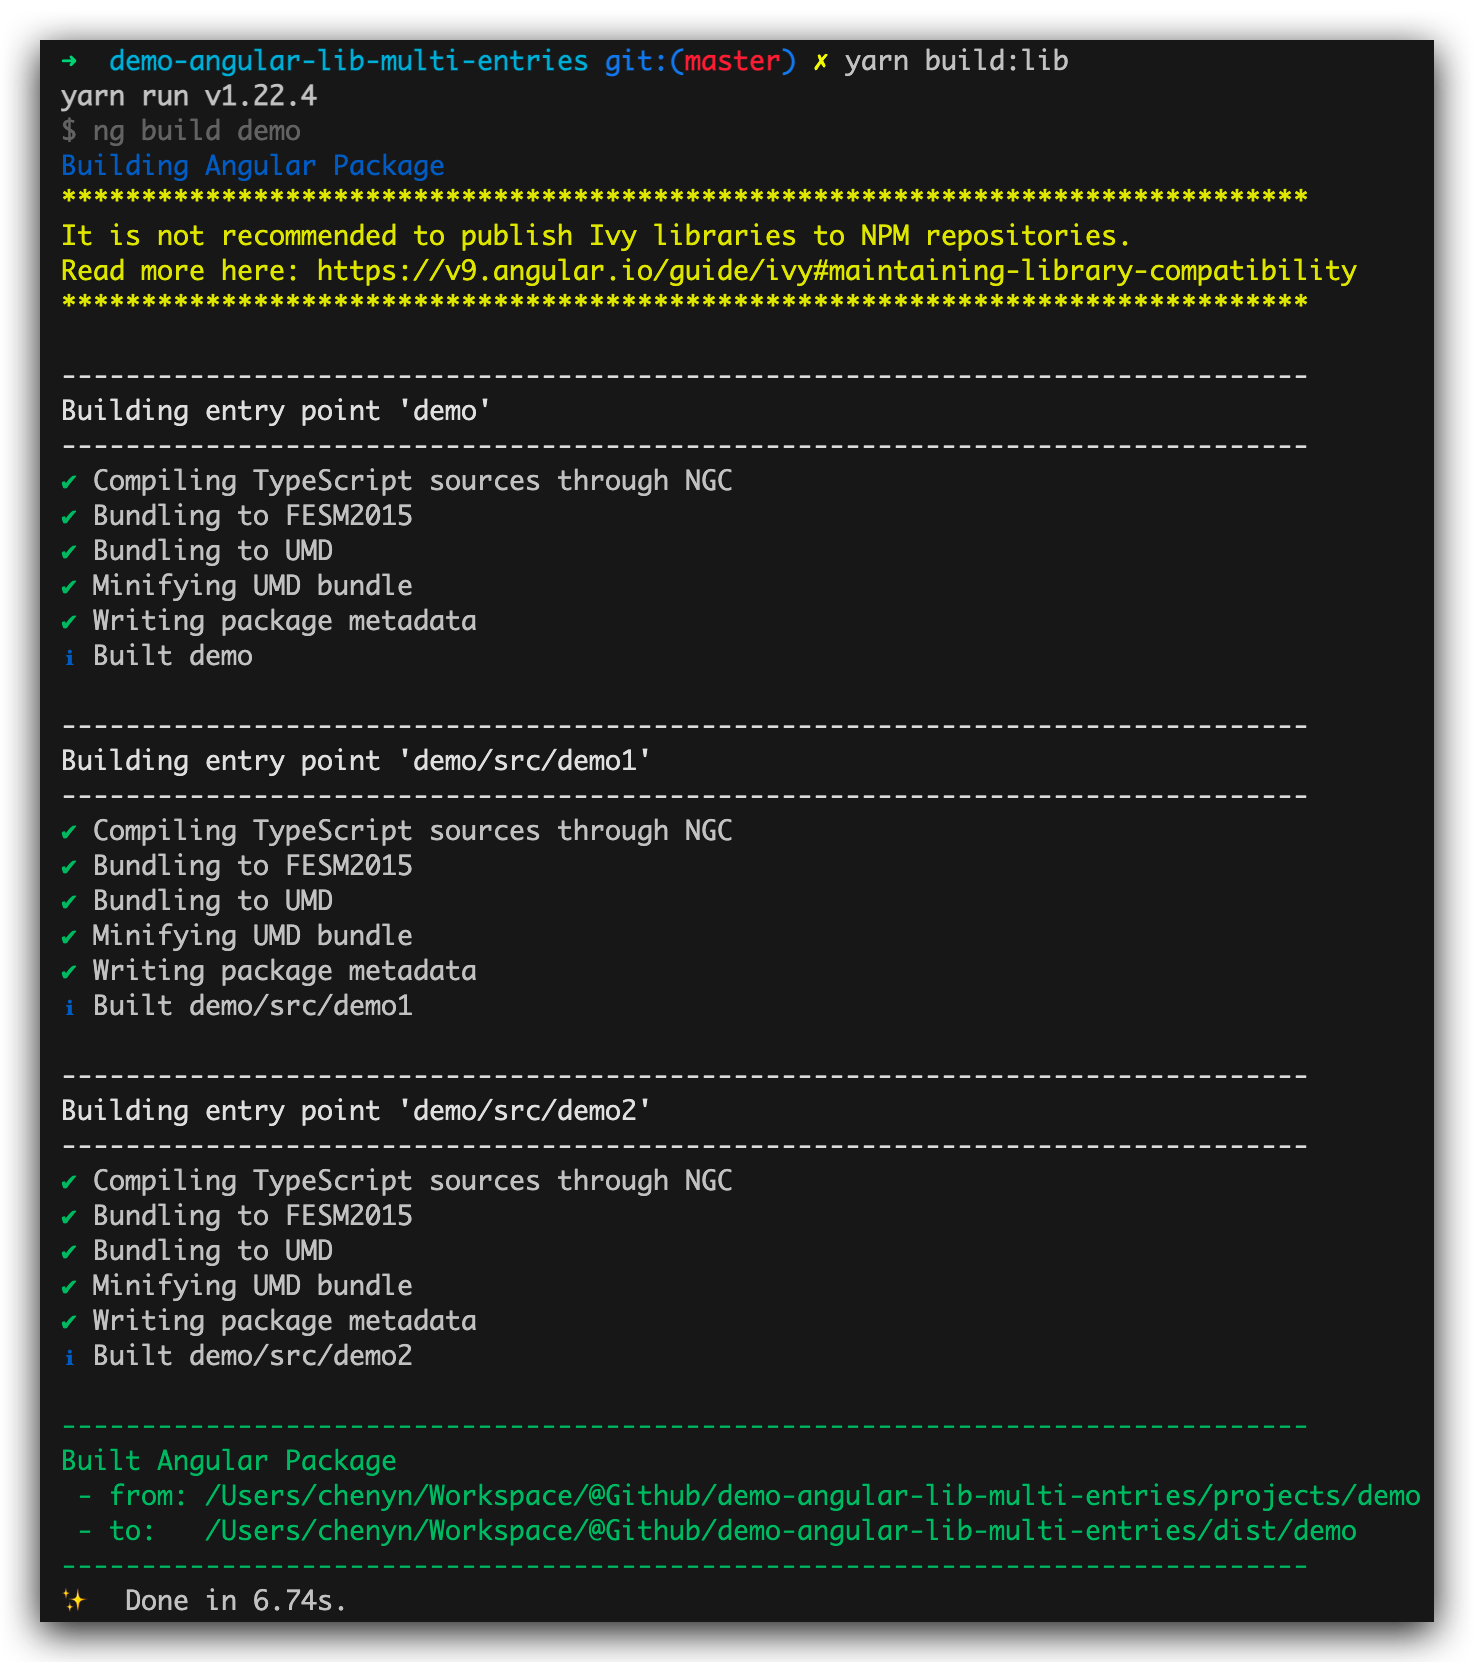 ➜  demo-angular-lib-multi-entries git:(master) ✗ yarn build:lib
yarn run v1.22.4
$ ng build demo
Building Angular Package
******************************************************************************
It is not recommended to publish Ivy libraries to NPM repositories.
Read more here: https://v9.angular.io/guide/ivy#maintaining-library-compatibility
******************************************************************************

------------------------------------------------------------------------------
Building entry point 'demo'
------------------------------------------------------------------------------
✔ Compiling TypeScript sources through NGC
✔ Bundling to FESM2015
✔ Bundling to UMD
✔ Minifying UMD bundle
✔ Writing package metadata
ℹ Built demo

------------------------------------------------------------------------------
Building entry point 'demo/src/demo1'
------------------------------------------------------------------------------
✔ Compiling TypeScript sources through NGC
✔ Bundling to FESM2015
✔ Bundling to UMD
✔ Minifying UMD bundle
✔ Writing package metadata
ℹ Built demo/src/demo1

------------------------------------------------------------------------------
Building entry point 'demo/src/demo2'
------------------------------------------------------------------------------
✔ Compiling TypeScript sources through NGC
✔ Bundling to FESM2015
✔ Bundling to UMD
✔ Minifying UMD bundle
✔ Writing package metadata
ℹ Built demo/src/demo2

------------------------------------------------------------------------------
Built Angular Package
 - from: /Users/chenyn/Workspace/@Github/demo-angular-lib-multi-entries/projects/demo
 - to:   /Users/chenyn/Workspace/@Github/demo-angular-lib-multi-entries/dist/demo
------------------------------------------------------------------------------
✨  Done in 6.74s.